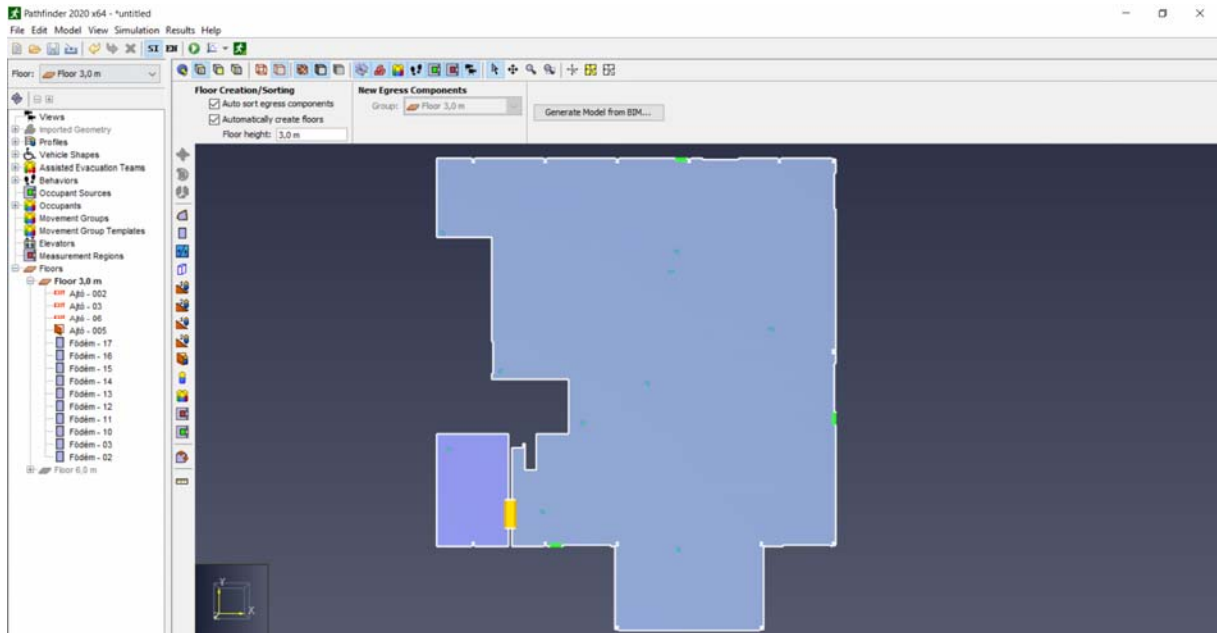 Pathfinder 2020 x64 - *untitled
File Edit Model View Simulation Results Help
SI EN
Floor: Floor 3,0 m
Floor Creation/Sorting
Auto sort egress components
Automatically create floors
Floor height: 3,0 m
New Egress Components
Group: Floor 3,0 m
Generate Model from BIM...
Views
Imported Geometry
Profiles
Vehicle Shapes
Assisted Evacuation Teams
Behaviors
Occupant Sources
Occupants
Movement Groups
Movement Group Templates
Elevators
Measurement Regions
Floors
Floor 3,0 m
EXIT Ajtó - 002
EXIT Ajtó - 03
EXIT Ajtó - 06
Ajtó - 005
Födém - 17
Födém - 16
Födém - 15
Födém - 14
Födém - 13
Födém - 12
Födém - 11
Födém - 10
Födém - 03
Födém - 02
Floor 6,0 m
Y
Z X